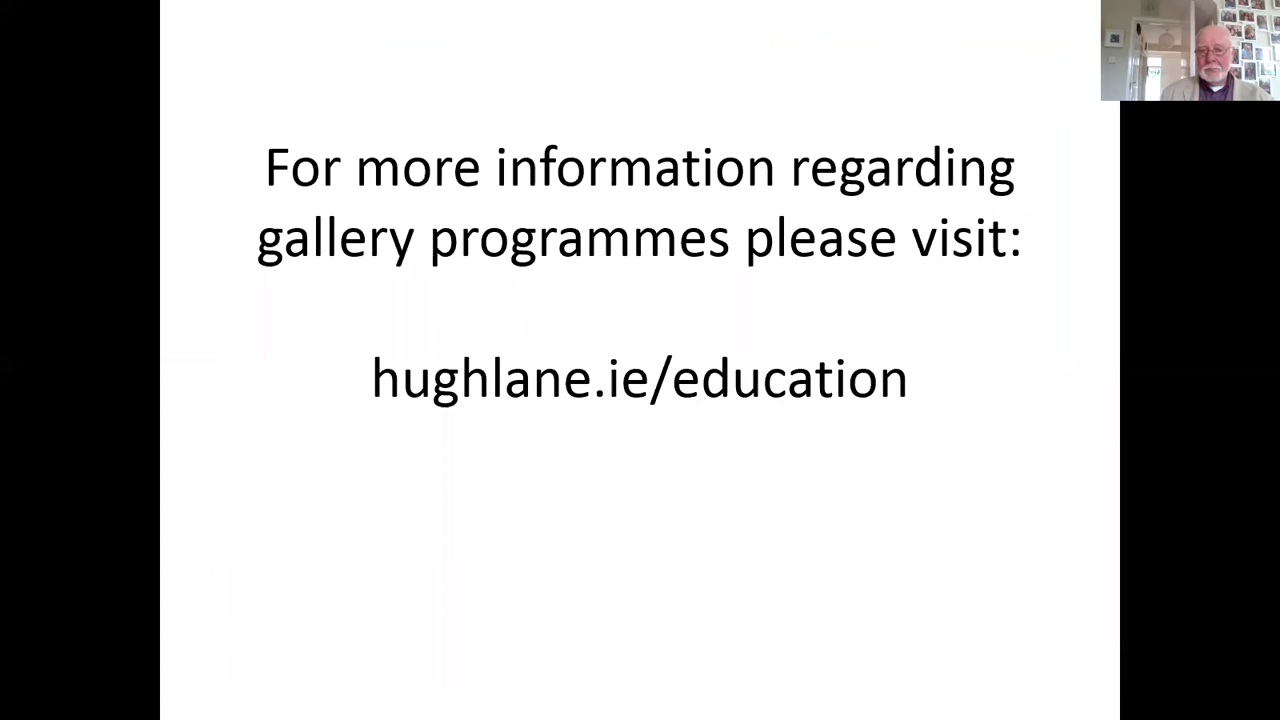 For more information regarding
gallery programmes please visit:
hughlane.ie/education